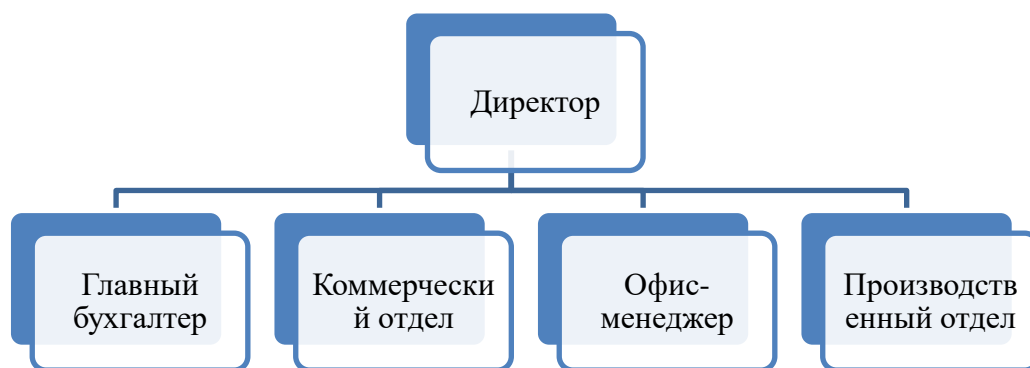 Директор
Главный
бухгалтер
Коммерчески
й отдел
Офис-
менеджер
Производств
енный отдел